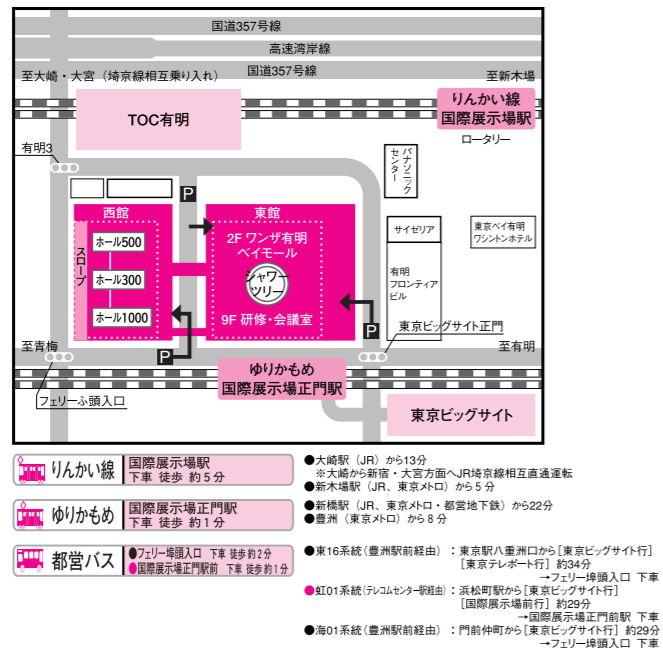 国道357号線
高速湾岸線
国道357号線
至大崎・大宮（埼京線相互乗り入れ）
至新木場
TOC有明
りんかい線
国際展示場駅
ロータリー
有明3
パナソニック
センター
P
西館
東館
ホール500
2F ワンザ有明
ベイモール
サイゼリア
東京ベイ有明
ワシントンホテル
スロープ
ホール300
シャワー
ツリー
有明
フロンティア
ビル
ホール1000
9F 研修・会議室
P
東京ビッグサイト正門
至青梅
P
至有明
ゆりかもめ
国際展示場正門駅
フェリーふ頭入口
東京ビッグサイト
りんかい線
国際展示場駅
下車 徒歩 約5分
●大崎駅（JR）から13分
※大崎から新宿・大宮方面へJR埼京線相互直通運転
●新木場駅（JR、東京メトロ）から5分
ゆりかもめ
国際展示場正門駅
下車 徒歩 約1分
●新橋駅（JR、東京メトロ・都営地下鉄）から22分
●豊洲（東京メトロ）から8分
都営バス
●フェリー埠頭入口 下車 徒歩約2分
●国際展示場正門駅前 下車 徒歩約1分
●東16系統（豊洲駅前経由）：東京駅八重洲口から［東京ビッグサイト行］
［東京テレポート行］ 約34分
→フェリー埠頭入口 下車
●虹01系統（テレコムセンター駅経由）：浜松町駅から［東京ビッグサイト行］
［国際展示場前行］ 約29分
→国際展示場正門前駅 下車
●海01系統（豊洲駅前経由）：門前仲町から［東京ビッグサイト行］ 約29分
→フェリー埠頭入口 下車